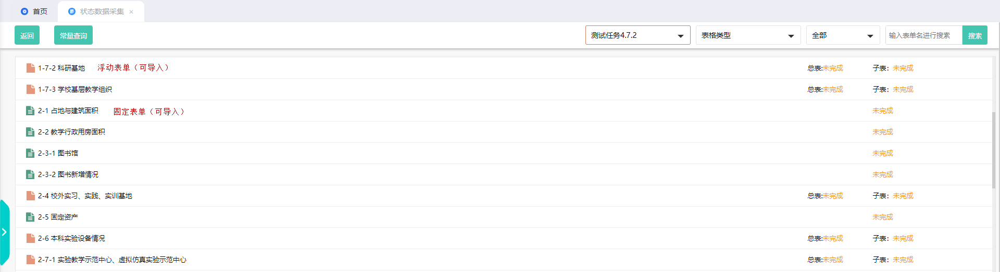 首页 状态数据采集 ×
返回 常量查询 测试任务4.7.2 表格类型 全部 输入表单名进行搜索 搜索
1-7-2 科研基地 浮动表单（可导入） 总表:未完成 子表：未完成
1-7-3 学校基层教学组织 总表:未完成 子表：未完成
2-1 占地与建筑面积 固定表单（可导入） 未完成
2-2 教学行政用房面积 未完成
2-3-1 图书馆 未完成
2-3-2 图书新增情况 未完成
2-4 校外实习、实践、实训基地 总表:未完成 子表：未完成
2-5 固定资产 未完成
2-6 本科实验设备情况 总表:未完成 子表：未完成
2-7-1 实验教学示范中心、虚拟仿真实验示范中心 总表:未完成 子表：未完成